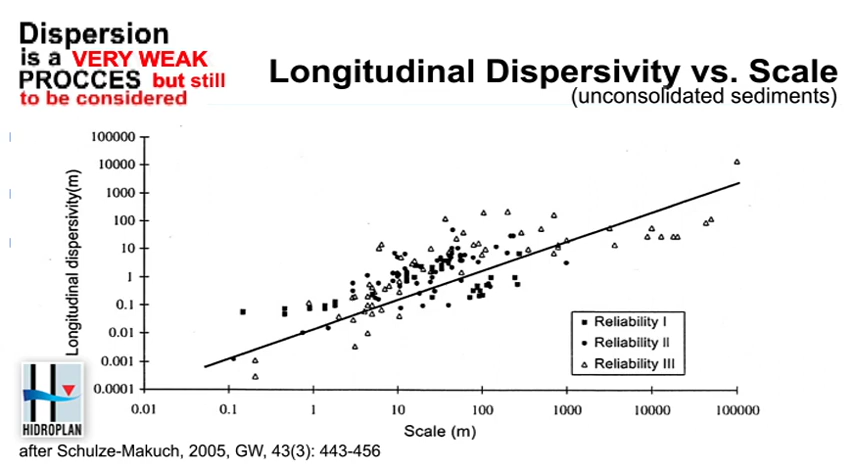 Dispersion
is a VERY WEAK
PROCCES but still
to be considered
Longitudinal Dispersivity vs. Scale
(unconsolidated sediments)
Longitudinal dispersivity(m)
100000
10000
1000
100
10
1
0.1
0.01
0.001
0.0001
Reliability I
Reliability II
Reliability III
0.01 0.1 1 10 100 1000 10000 100000
Scale (m)
HIDROPLAN
after Schulze-Makuch, 2005, GW, 43(3): 443-456